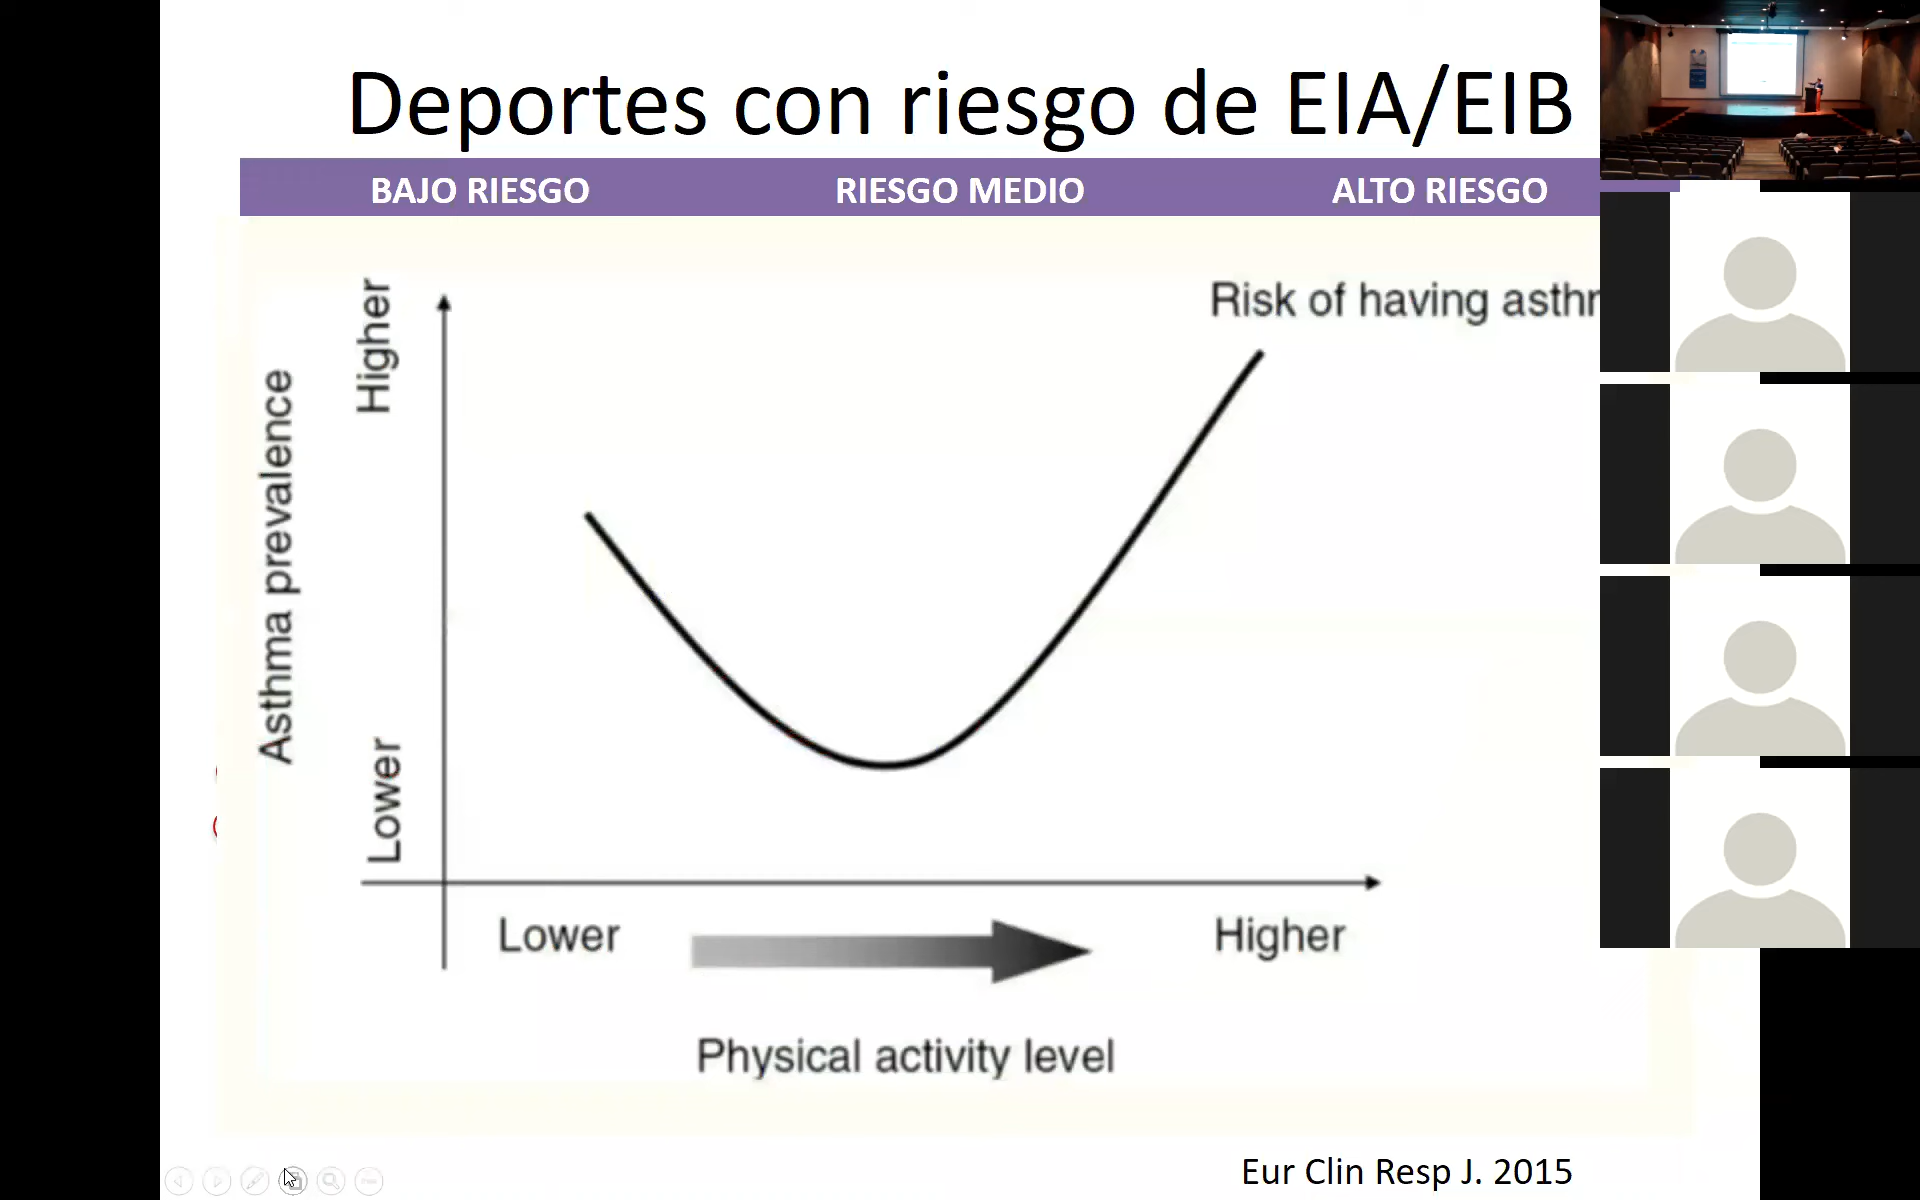 Deportes con riesgo de EIA/EIB
BAJO RIESGO RIESGO MEDIO ALTO RIESGO
Risk of having
Higher
Asthma prevalence
Lower
Lower Higher
Physical activity level
Eur Clin Resp J. 2015